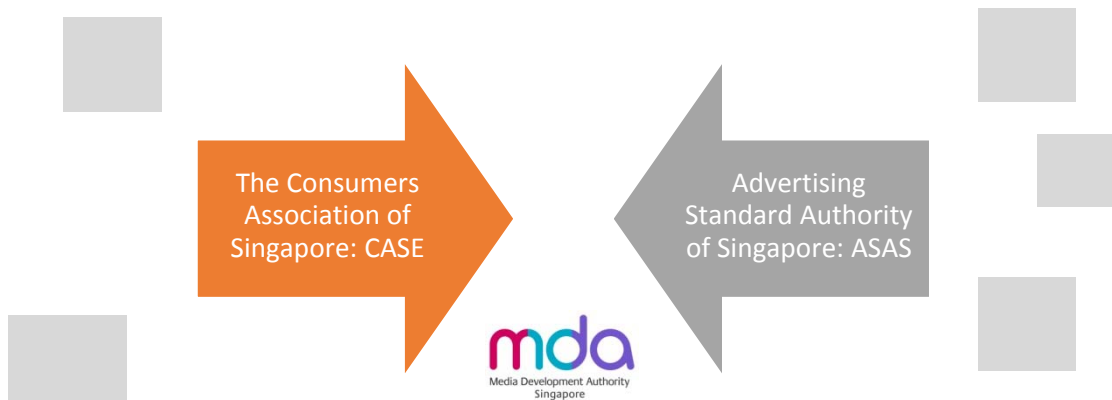 The Consumers
Association of
Singapore: CASE
Advertising
Standard Authority
of Singapore: ASAS
mda
Media Development Authority
Singapore